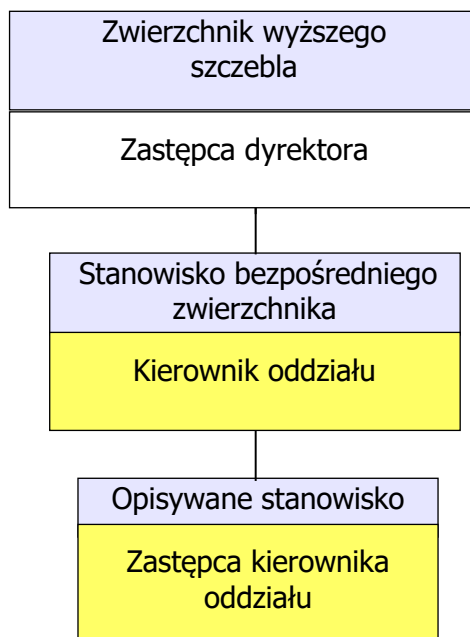 Zwierzchnik wyższego
szczebla
Zastępca dyrektora
Stanowisko bezpośredniego
zwierzchnika
Kierownik oddziału
Opisywane stanowisko
Zastępca kierownika
oddziału